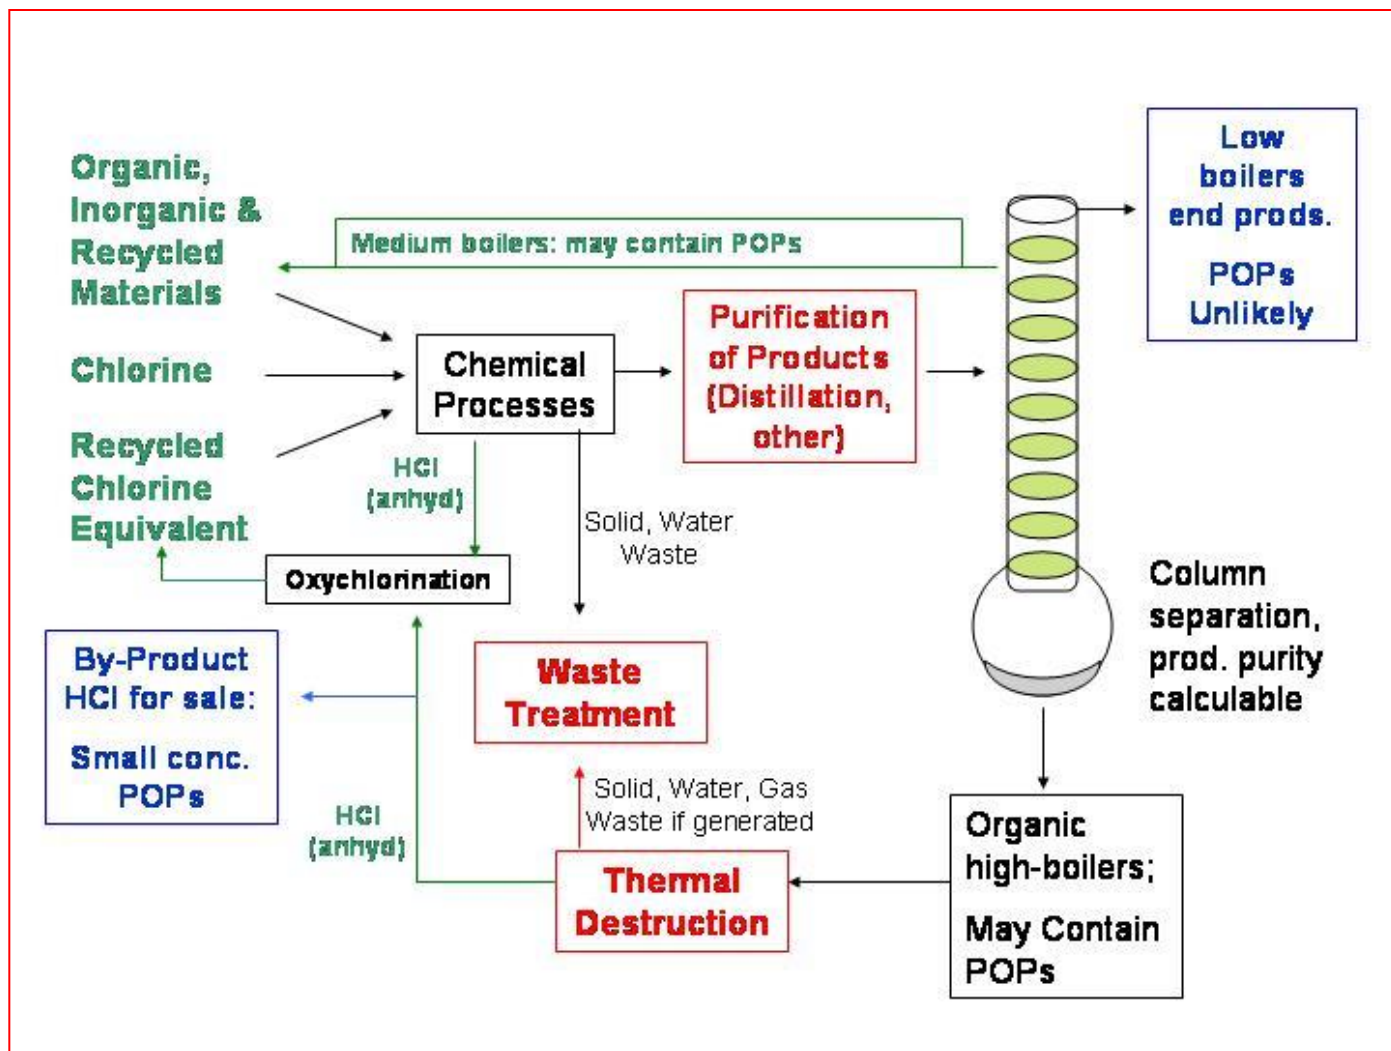 Organic,
Inorganic &
Recycled
Materials
Medium boilers: may contain POPs
Low
boilers
end prods.
POPs
Unlikely
Chlorine
Chemical
Processes
Purification
of Products
(Distillation,
other)
Recycled
Chlorine
Equivalent
HCl
(anhyd)
Solid, Water
Waste
Oxychlorination
Column
separation,
prod. purity
calculable
By-Product
HCl for sale:
Small conc.
POPs
Waste
Treatment
Solid, Water, Gas
Waste if generated
HCl
(anhyd)
Thermal
Destruction
Organic
high-boilers;
May Contain
POPs